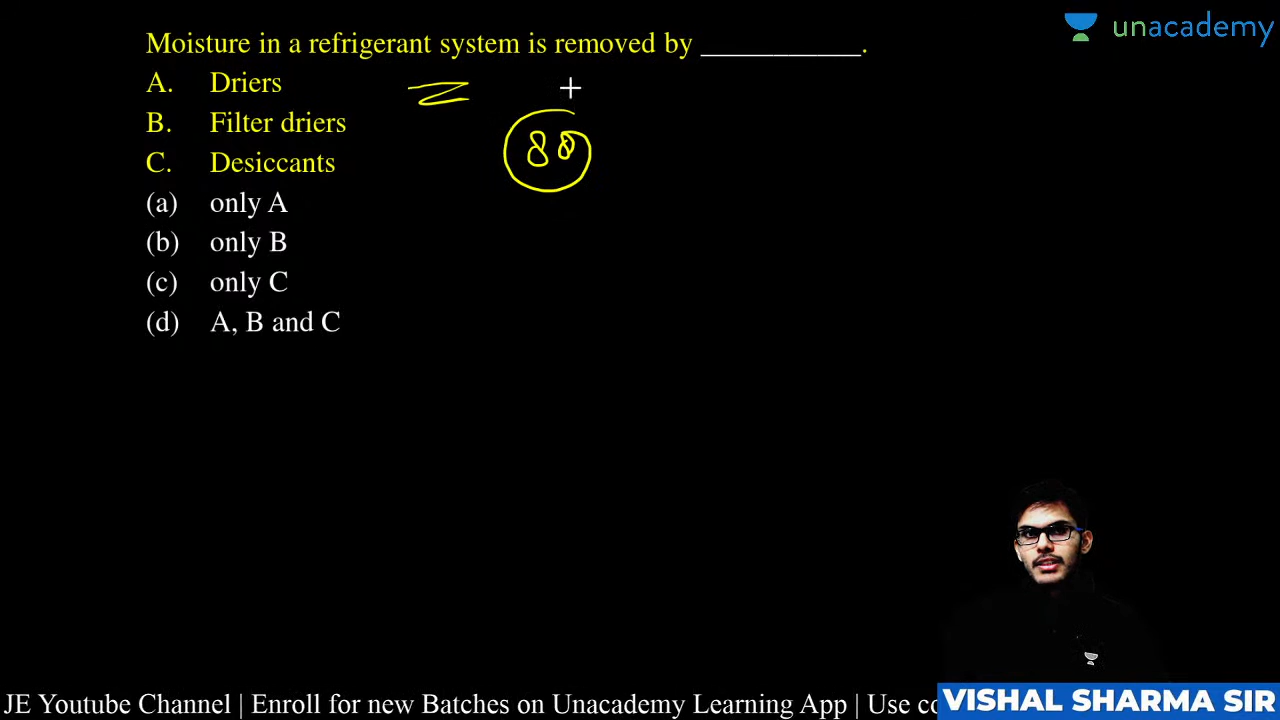 unacademy
Moisture in a refrigerant system is removed by ___________.
A. Driers
B. Filter driers
C. Desiccants
88
(a) only A
(b) only B
(c) only C
(d) A, B and C
JE Youtube Channel | Enroll for new Batches on Unacademy Learning App | Use co
VISHAL SHARMA SIR